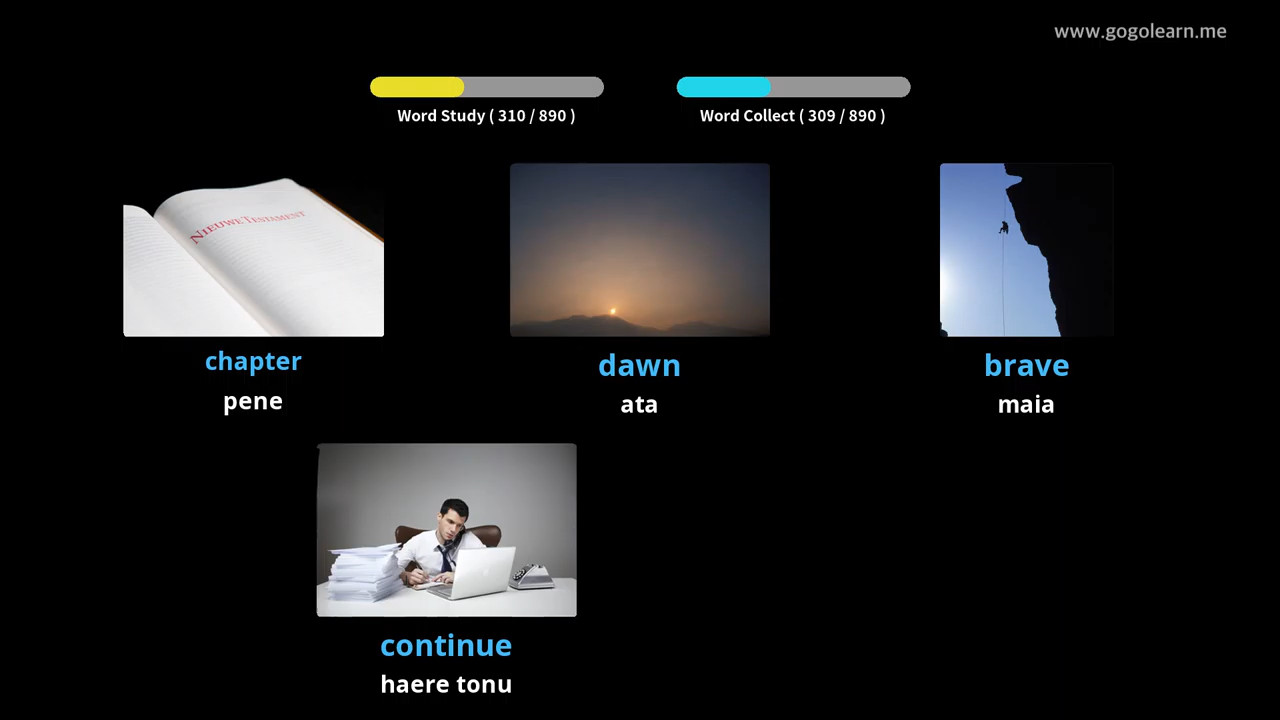 www.gogolearn.me
Word Study ( 310 / 890 )
Word Collect ( 309 / 890 )
NIEUWE TESTAMENT
chapter
pene
dawn
ata
brave
maia
continue
haere tonu